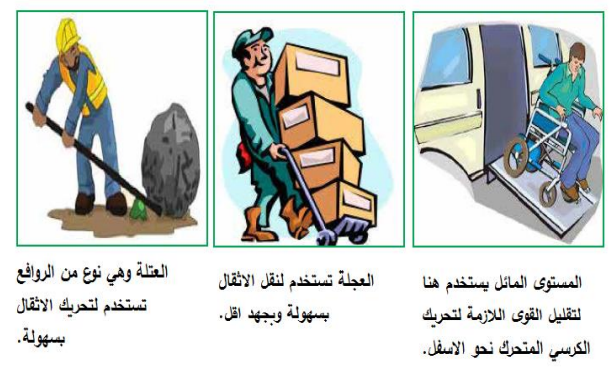 المستوى المائل يستخدم هنا
لتقليل القوى اللازمة لتحريك
الكرسي المتحرك نحو الاسفل.
العجلة تستخدم لنقل الاثقال
بسهولة وبجهد اقل.
العتلة وهي نوع من الروافع
تستخدم لتحريك الاثقال
بسهولة.